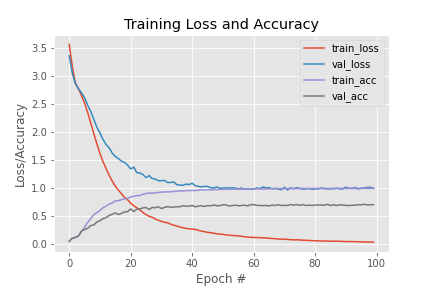 Training Loss and Accuracy
train_loss
val_loss
train_acc
val_acc
Loss/Accuracy
3.5
3.0
2.5
2.0
1.5
1.0
0.5
0.0
0 20 40 60 80 100
Epoch #